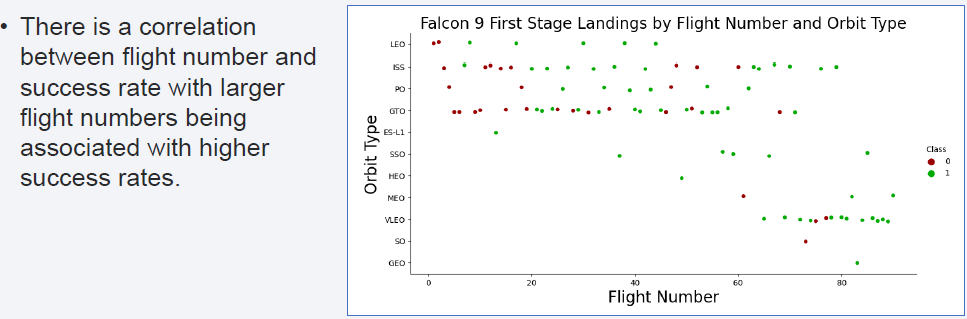 • There is a correlation
between flight number and
success rate with larger
flight numbers being
associated with higher
success rates.
Falcon 9 First Stage Landings by Flight Number and Orbit Type
Orbit Type
LEO
ISS
PO
GTO
ES-L1
SSO
HEO
MEO
VLEO
SO
GEO
0 20 40 60 80
Flight Number
Class
0
1